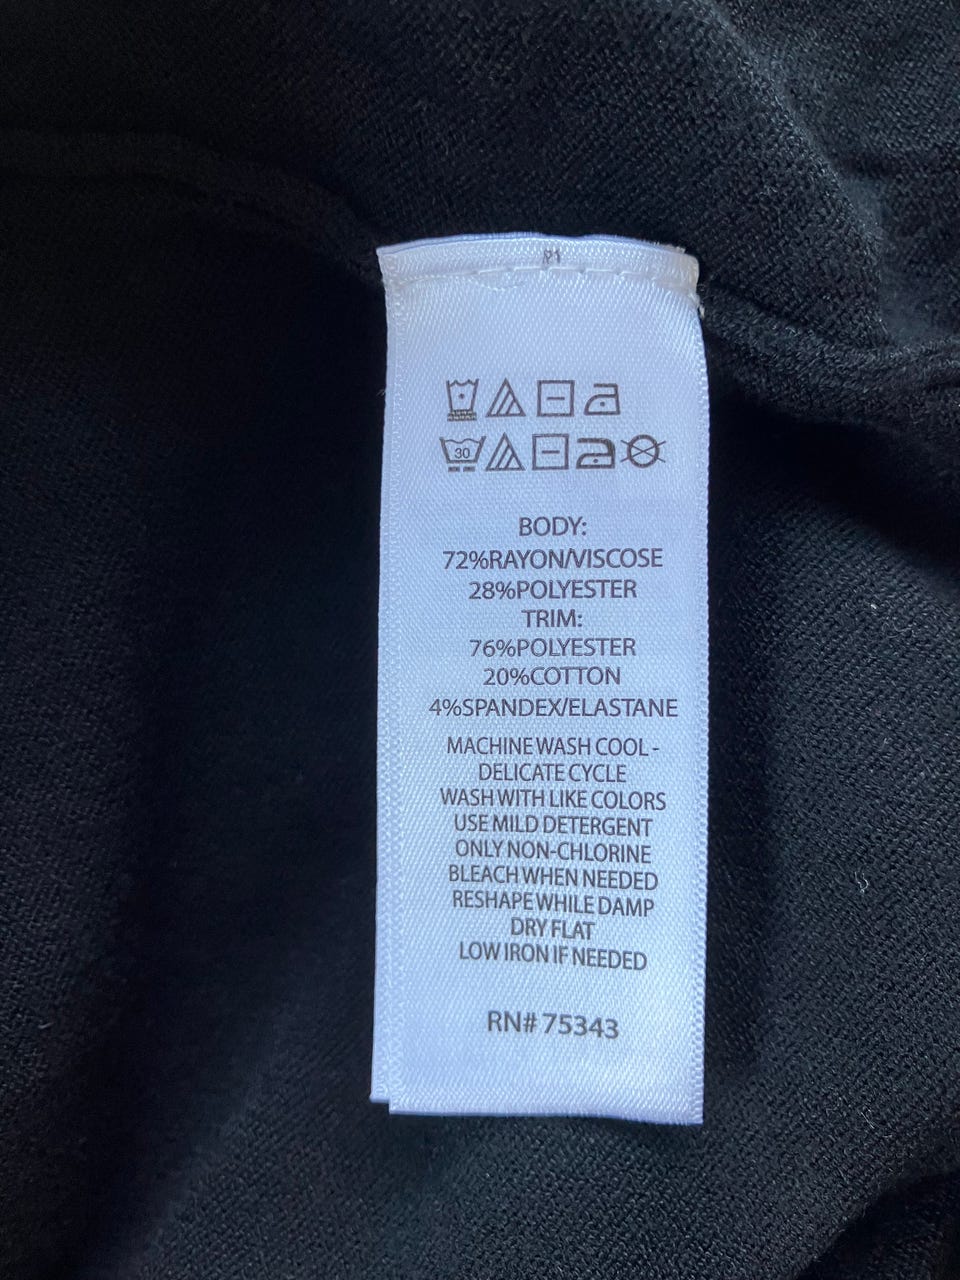 P1
30
BODY:
72%RAYON/VISCOSE
28%POLYESTER
TRIM:
76%POLYESTER
20%COTTON
4%SPANDEX/ELASTANE
MACHINE WASH COOL -
DELICATE CYCLE
WASH WITH LIKE COLORS
USE MILD DETERGENT
ONLY NON-CHLORINE
BLEACH WHEN NEEDED
RESHAPE WHILE DAMP
DRY FLAT
LOW IRON IF NEEDED
RN# 75343